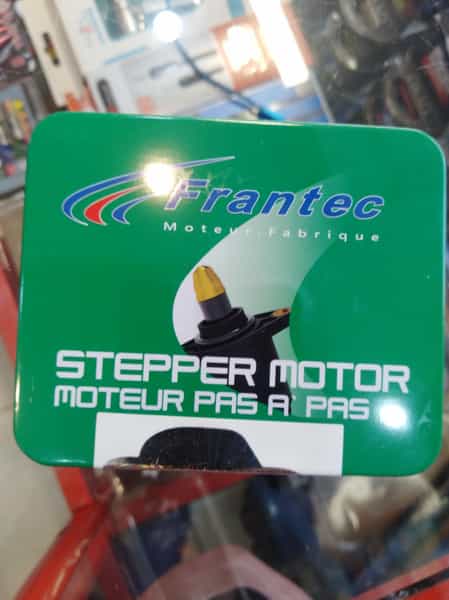 Frantec
Moteur.Fabrique
STEPPER MOTOR
MOTEUR PAS A' PAS